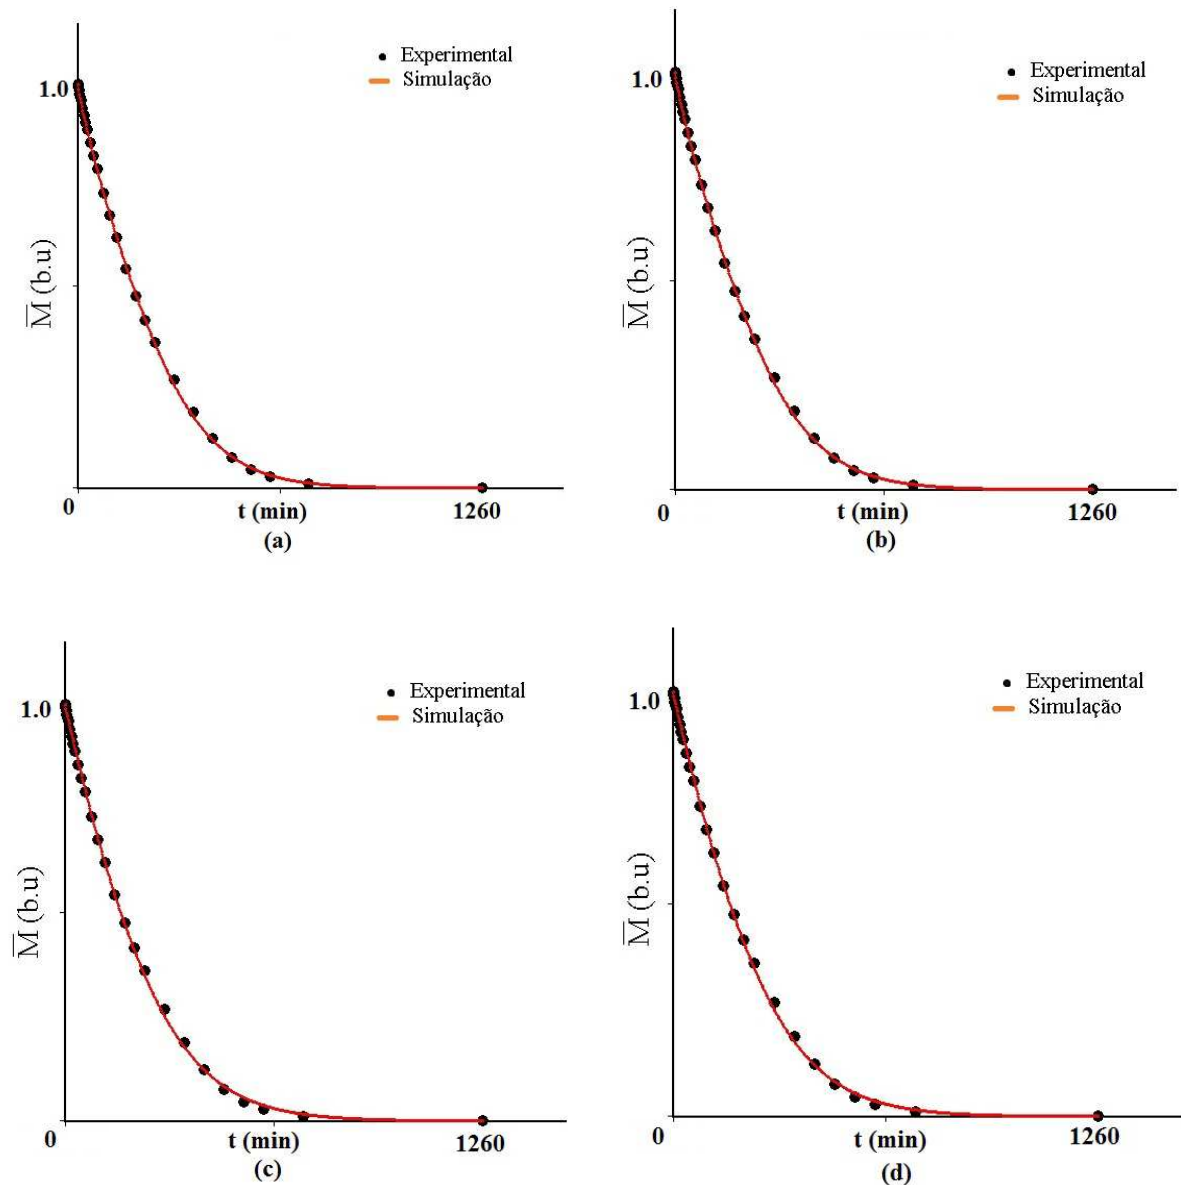 Experimental
Simulação
1.0
M̅ (b.u)
0
t (min)
1260
(a)
Experimental
Simulação
1.0
M̅ (b.u)
0
t (min)
1260
(b)
Experimental
Simulação
1.0
M̅ (b.u)
0
t (min)
1260
(c)
Experimental
Simulação
1.0
M̅ (b.u)
0
t (min)
1260
(d)